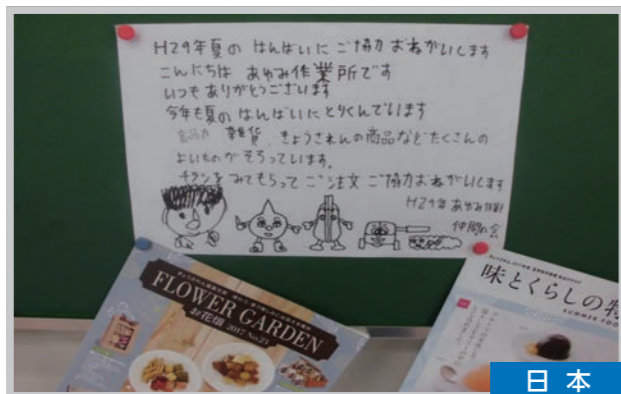 H29年夏の はんばいに ご協力 おねがいします
こんにちは あゆみ作業所です
いつも ありがとうございます
今年も夏の はんばいに とりくんでいます
食品や 雑貨、きょうされんの商品などたくさんの
よいものが そろっています。
チラシを みてもらって ご注文 ご協力 おねがいします
H29年 あゆみ作業所
仲間の会
FLOWER GARDEN
お花畑 2017 No.23
味とくらしの特
SUMMER FOO
日本